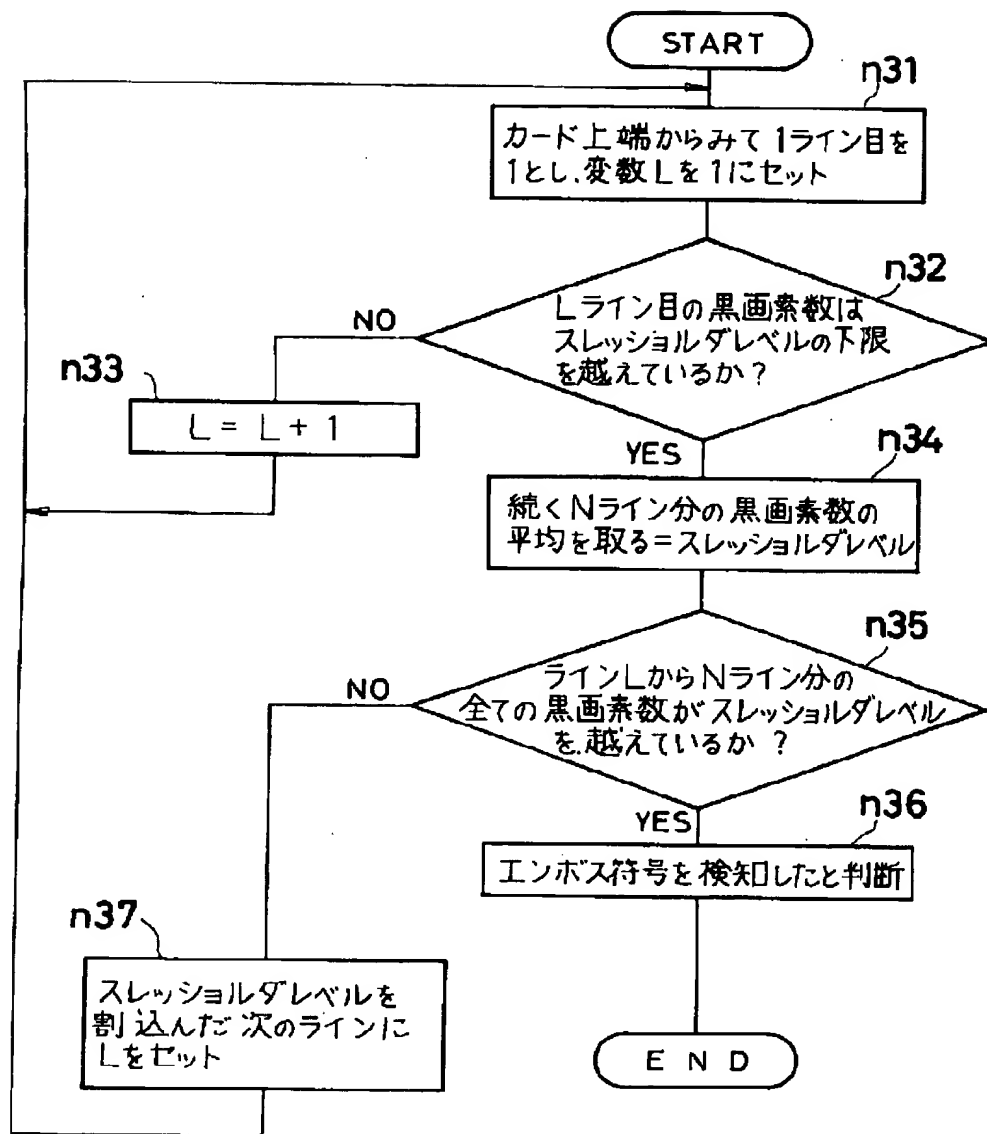 START
n31
カード上端からみて1ライン目を
1とし、変数Lを1にセット
n32
Lライン目の黒画素数は
スレッショルダレベルの下限
を越えているか?
NO
n33
L = L + 1
YES
n34
続くNライン分の黒画素数の
平均を取る=スレッショルダレベル
n35
ラインLからNライン分の
全ての黒画素数がスレッショルダレベル
を越えているか?
NO
YES
n36
エンボス符号を検知したと判断
n37
スレッショルダレベルを
割込んだ次のラインに
Lをセット
END